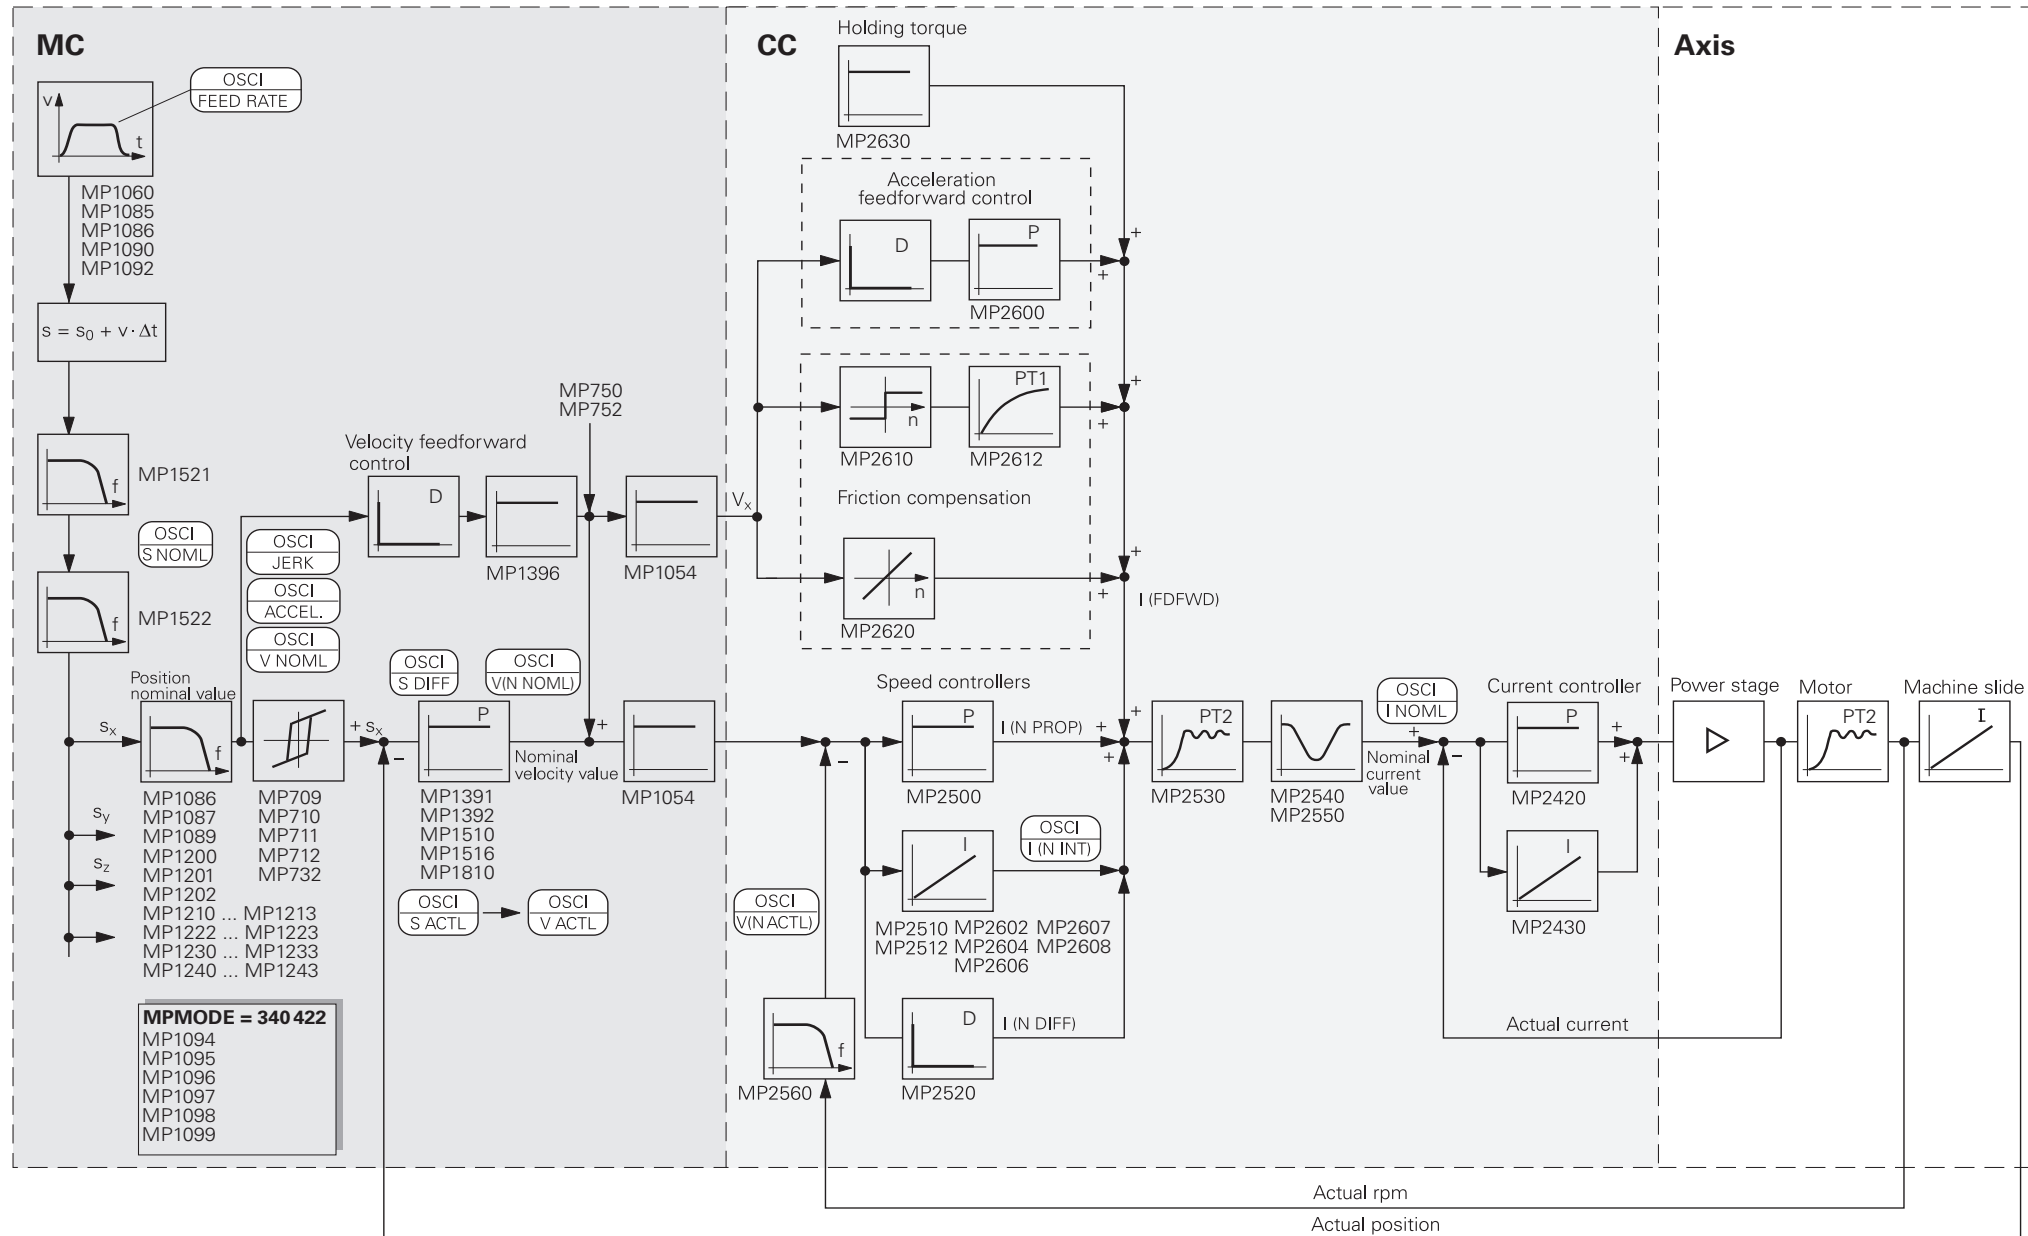 MC
CC
Axis
OSCI
FEED RATE
v
t
MP1060
MP1085
MP1086
MP1090
MP1092
s = s0 + v · Δt
f
MP1521
OSCI
S NOML
f
MP1522
Position
nominal value
sx
f
MP1086
MP1087
MP1089
MP1200
MP1201
MP1202
MP1210 ... MP1213
MP1222 ... MP1223
MP1230 ... MP1233
MP1240 ... MP1243
sy
sz
MPMODE = 340 422
MP1094
MP1095
MP1096
MP1097
MP1098
MP1099
OSCI
JERK
OSCI
ACCEL.
OSCI
V NOML
MP709
MP710
MP711
MP712
MP732
+ sx
–
Velocity feedforward
control
D
MP1396
MP750
MP752
MP1054
Vx
OSCI
S DIFF
OSCI
V(N NOML)
P
Nominal
velocity value
+
MP1391
MP1392
MP1510
MP1516
MP1810
MP1054
OSCI
S ACTL
OSCI
V ACTL
Holding torque
MP2630
Acceleration
feedforward control
D
P
MP2600
+
+
n
PT1
MP2610
MP2612
+
+
Friction compensation
n
MP2620
+
+
I (FDFWD)
Speed controllers
–
P
I (N PROP)
+
+
+
MP2500
I
OSCI
I (N INT)
MP2510 MP2602 MP2607
MP2512 MP2604 MP2608
MP2606
OSCI
V(N ACTL)
f
MP2560
D
I (N DIFF)
MP2520
PT2
MP2530
MP2540
MP2550
OSCI
I NOML
+
–
Nominal
current
value
Current controller
P
+
+
MP2420
I
MP2430
Actual current
Power stage
Motor
PT2
Machine slide
I
Actual rpm
Actual position